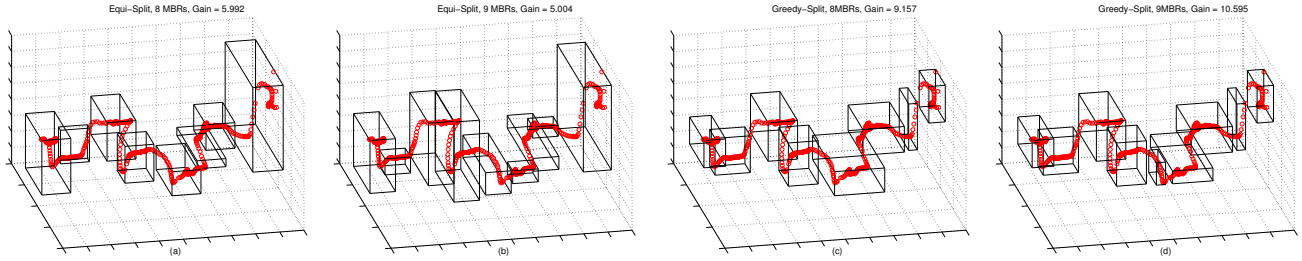 Equi−Split, 8 MBRs, Gain = 5.992
Equi−Split, 9 MBRs, Gain = 5.004
Greedy−Split, 8MBRs, Gain = 9.157
Greedy−Split, 9MBRs, Gain = 10.595
(a)
(b)
(c)
(d)